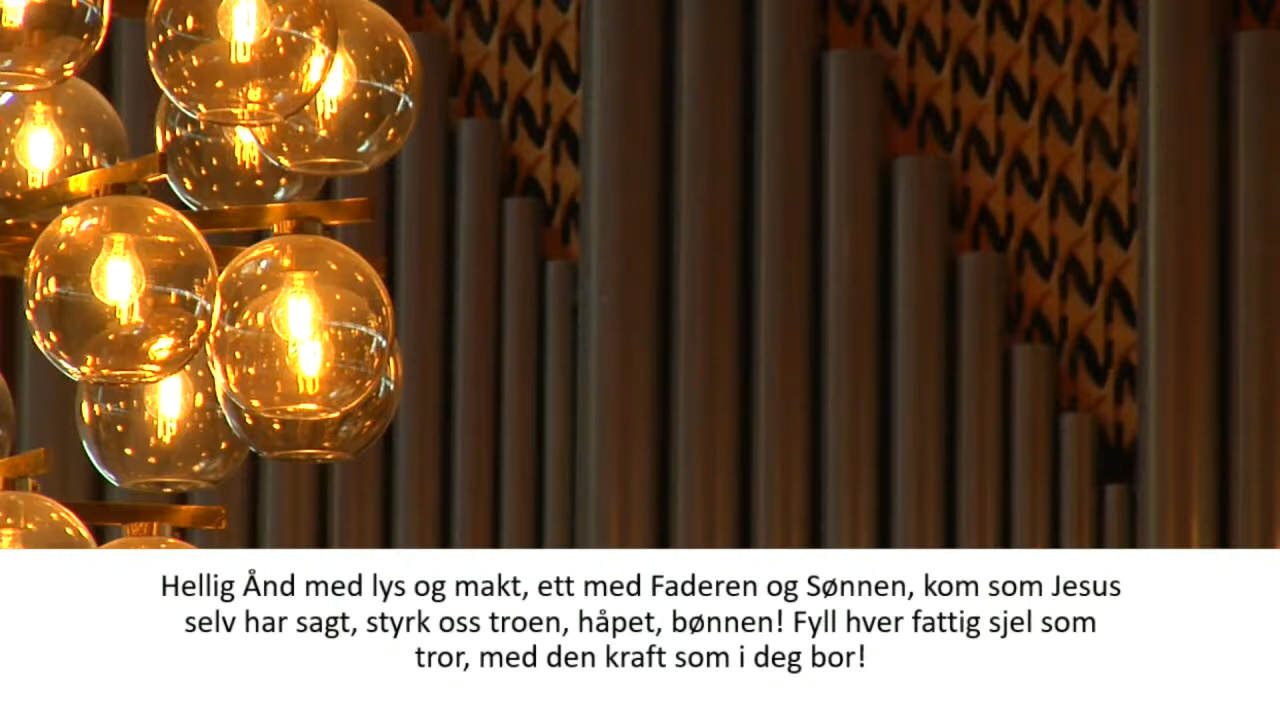 Hellig Ånd med lys og makt, ett med Faderen og Sønnen, kom som Jesus
selv har sagt, styrk oss troen, håpet, bønnen! Fyll hver fattig sjel som
tror, med den kraft som i deg bor!